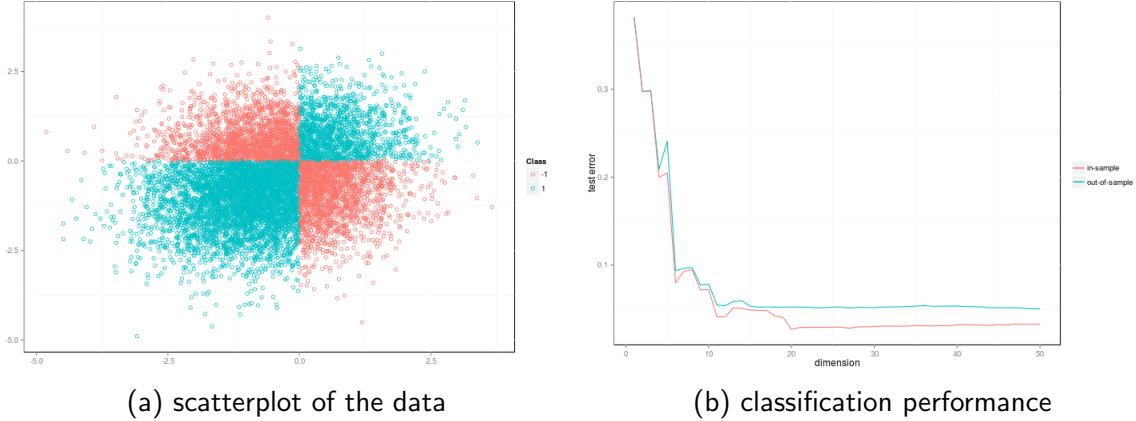 2.5
0.0
-2.5
-5.0
-5.0
-2.5
0.0
2.5
Class
-1
1
(a) scatterplot of the data
test error
0.3
0.2
0.1
0
10
20
30
40
50
dimension
in-sample
out-of-sample
(b) classification performance